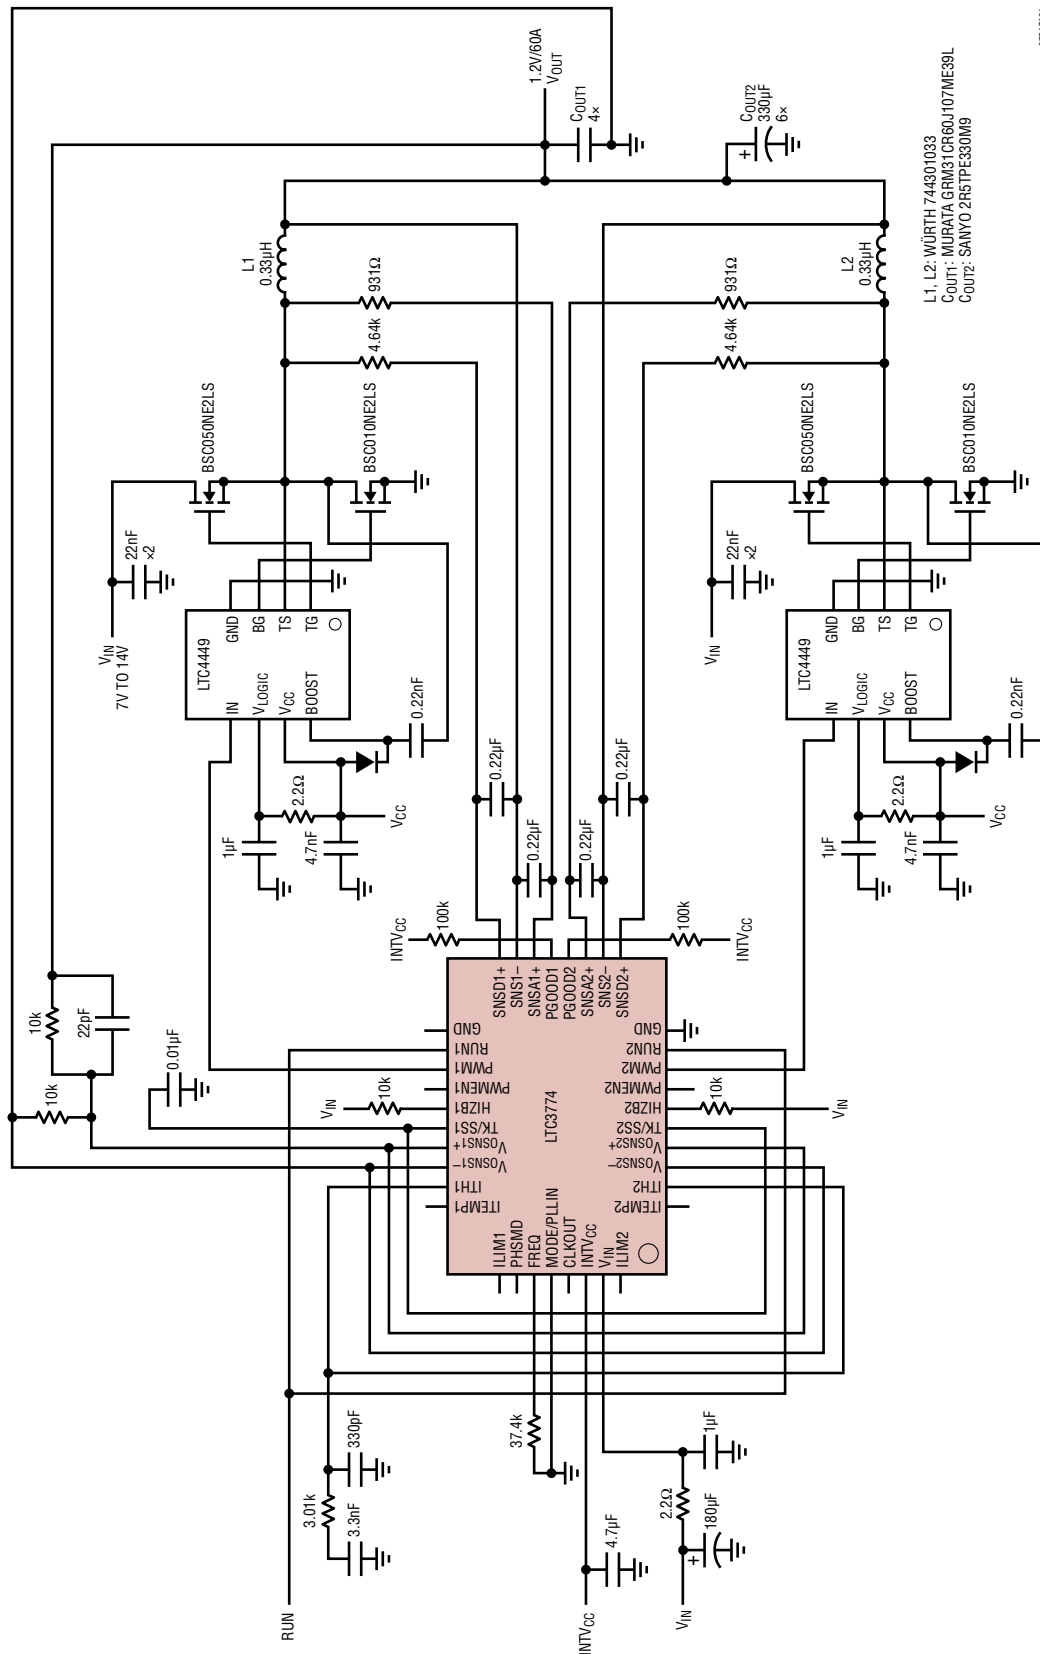 1.2V/60A
VOUT
COUT1
4×
COUT2
330µF
6×
+
L1, L2: WÜRTH 744301033
COUT1: MURATA GRM31CR60J107ME39L
COUT2: SANYO 2R5TPE330M9
L1
0.33µH
L2
0.33µH
931Ω
4.64k
931Ω
4.64k
BSC050NE2LS
BSC010NE2LS
BSC050NE2LS
BSC010NE2LS
VIN
7V TO 14V
22nF
×2
VIN
22nF
×2
LTC4449
GND
BG
TS
TG
IN
VLOGIC
VCC
BOOST
LTC4449
GND
BG
TS
TG
IN
VLOGIC
VCC
BOOST
0.22nF
2.2Ω
VCC
1µF
4.7nF
0.22nF
2.2Ω
VCC
1µF
4.7nF
0.22µF
0.22µF
0.22µF
0.22µF
INTVCC
100k
100k
INTVCC
10k
22pF
10k
0.01µF
VIN
10k
10k
VIN
LTC3774
SNSD1+
SNS1–
SNSA1+
PGOOD1
PGOOD2
SNSA2+
SNS2–
SNSD2+
GND
RUN1
PWM1
PWMEN1
HIZB1
TK/SS1
VOSNS1+
VOSNS1–
ITH1
ITEMP1
GND
RUN2
PWM2
PWMEN2
HIZB2
TK/SS2
VOSNS2+
VOSNS2–
ITH2
ITEMP2
ILIM1
PHSMD
FREQ
MODE/PLLIN
CLKOUT
INTVCC
VIN
ILIM2
37.4k
330pF
3.01k
3.3nF
RUN
4.7µF
INTVCC
1µF
2.2Ω
180µF
+
VIN